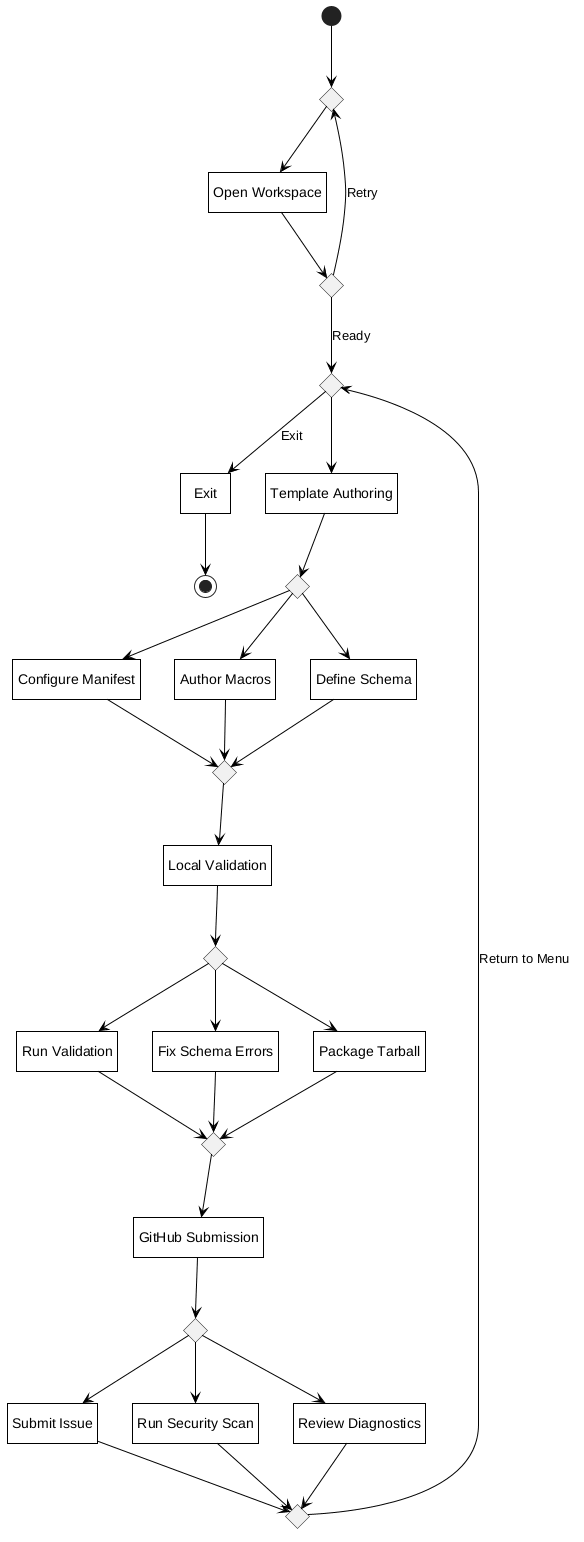 Open Workspace
Retry
Ready
Exit
Exit
Template Authoring
Configure Manifest
Author Macros
Define Schema
Local Validation
Return to Menu
Run Validation
Fix Schema Errors
Package Tarball
GitHub Submission
Submit Issue
Run Security Scan
Review Diagnostics